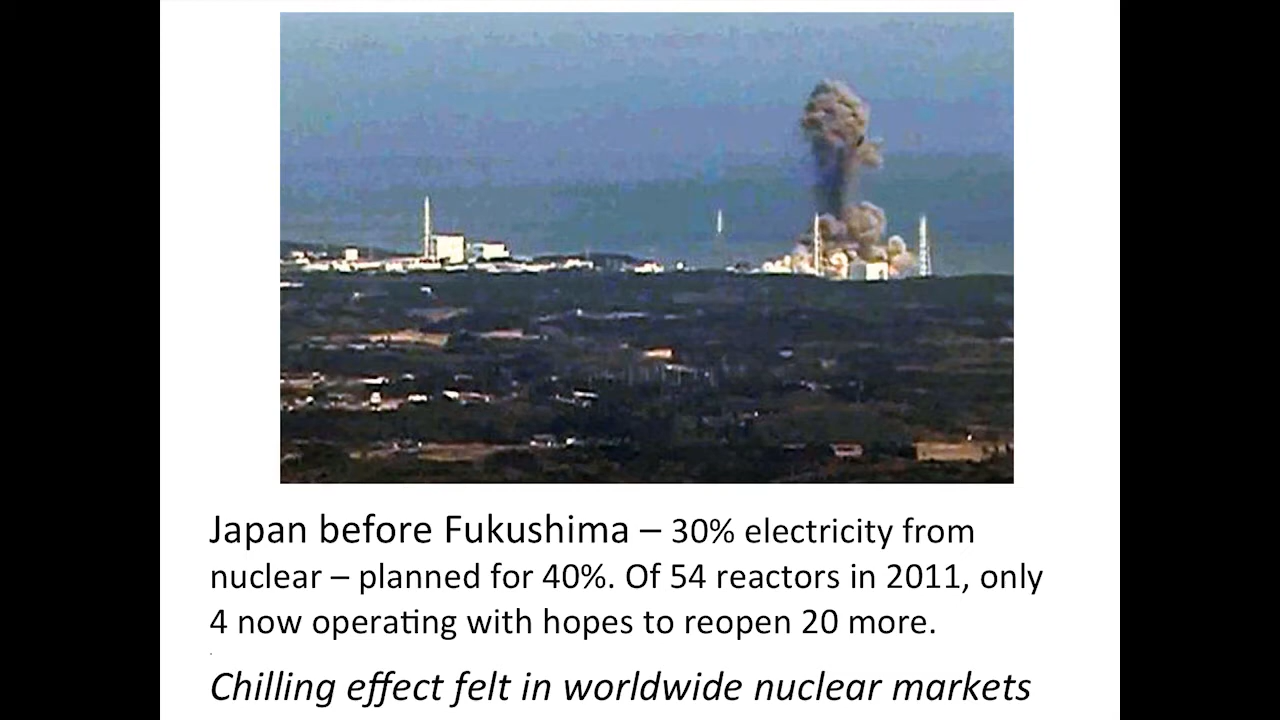 Japan before Fukushima – 30% electricity from
nuclear – planned for 40%. Of 54 reactors in 2011, only
4 now operating with hopes to reopen 20 more.
Chilling effect felt in worldwide nuclear markets